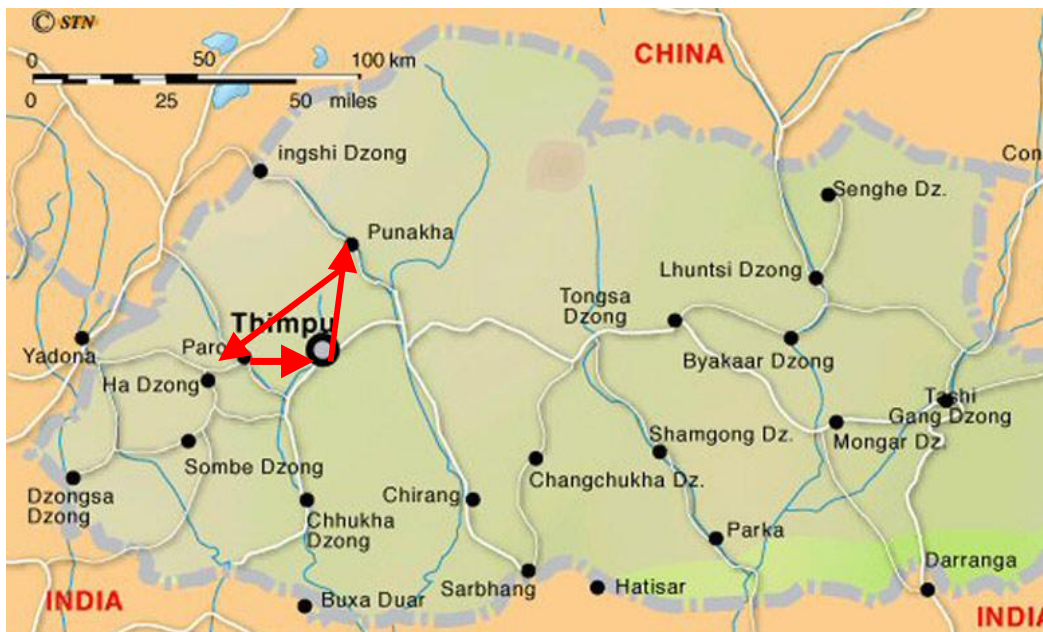 © STN
0 50 100 km
0 25 50 miles
CHINA
ingshi Dzong
Con
Senghe Dz.
Punakha
Lhuntsi Dzong
Tongsa
Dzong
Thimpu
Yadona
Paro
Byakaar Dzong
Ha Dzong
Tashi
Gang Dzong
Mongar Dz.
Shamgong Dz.
Sombe Dzong
Changchukha Dz.
Dzongsa
Dzong
Chirang
Chhukha
Dzong
Parka
Darranga
Sarbhang
Hatisar
INDIA
Buxa Duar
INDIA